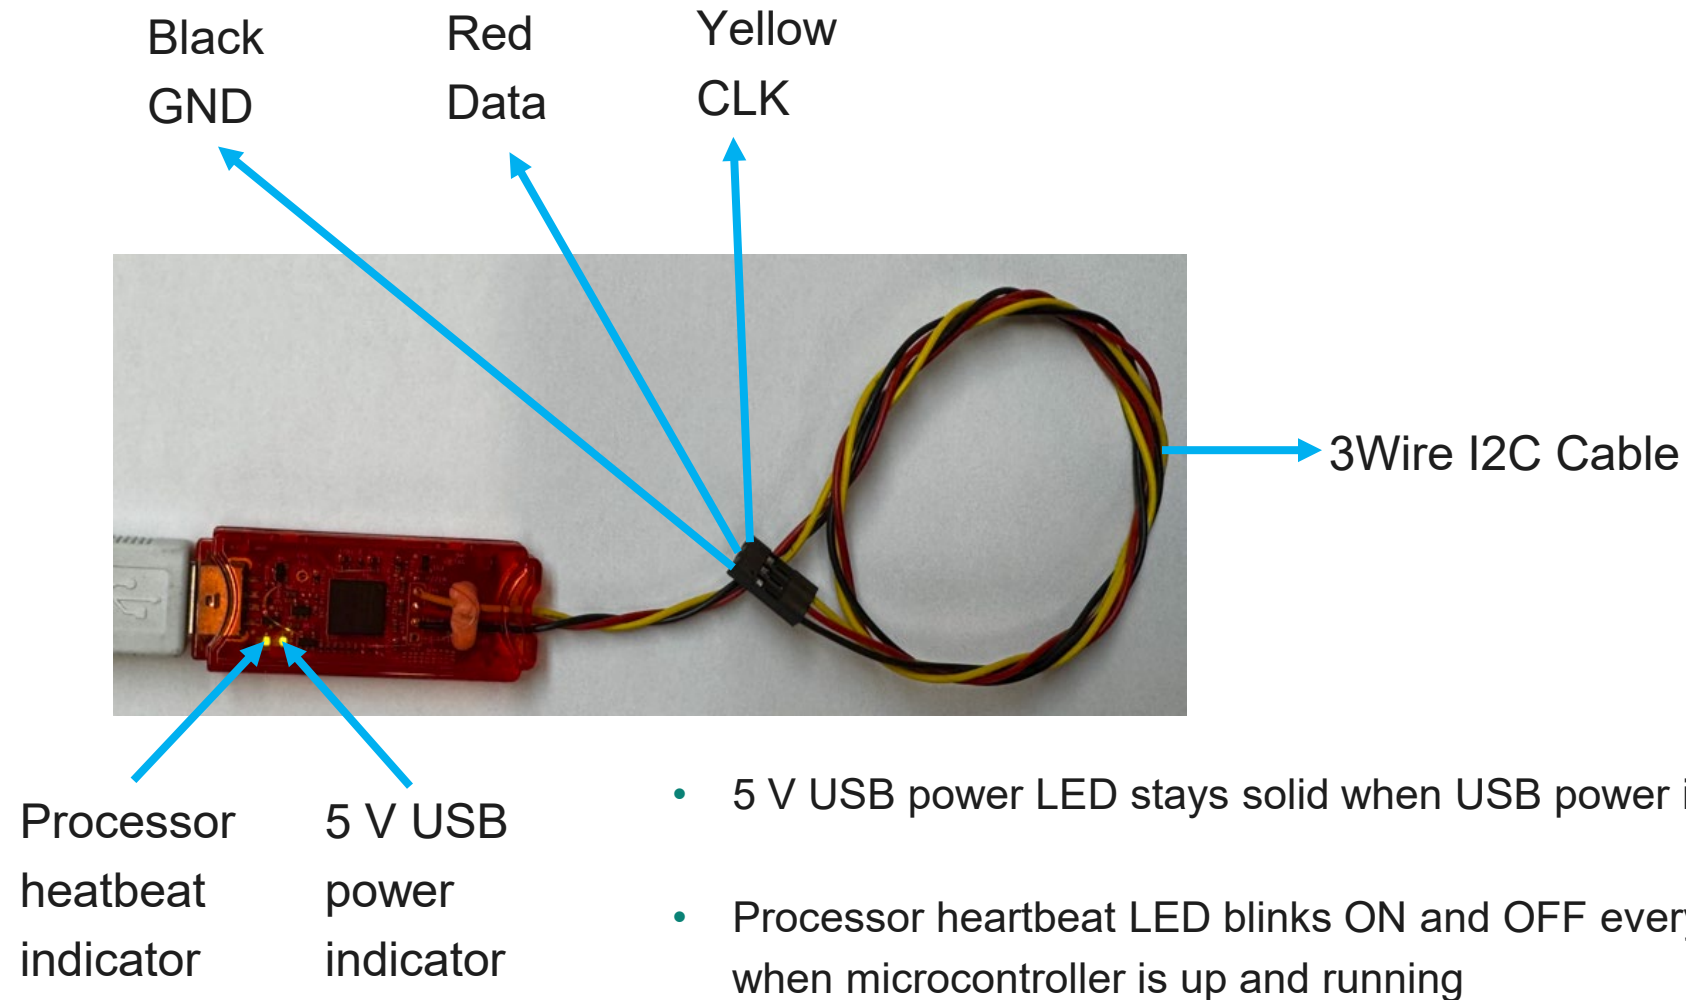 Black
GND
Red
Data
Yellow
CLK
3Wire I2C Cable
Processor
heatbeat
indicator
5 V USB
power
indicator
• 5 V USB power LED stays solid when USB power
• Processor heartbeat LED blinks ON and OFF
when microcontroller is up and running